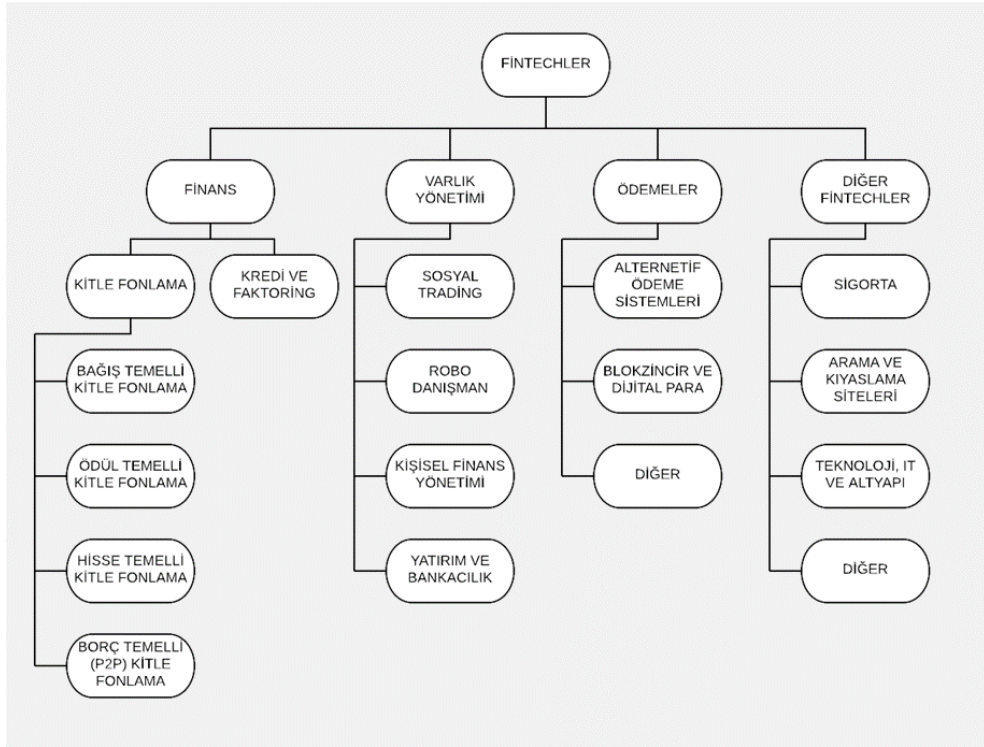 FİNTECHLER
FİNANS
VARLIK
YÖNETİMİ
ÖDEMELER
DİĞER
FİNTECHLER
KİTLE FONLAMA
KREDİ VE
FAKTORİNG
SOSYAL
TRADİNG
ALTERNATİF
ÖDEME
SİSTEMLERİ
SİGORTA
BAĞIŞ TEMELLİ
KİTLE FONLAMA
ROBO
DANIŞMAN
BLOKZİNCİR VE
DİJİTAL PARA
ARAMA VE
KIYASLAMA
SİTELERİ
ÖDÜL TEMELLİ
KİTLE FONLAMA
KİŞİSEL FİNANS
YÖNETİMİ
DİĞER
TEKNOLOJİ, IT
VE ALTYAPI
HİSSE TEMELLİ
KİTLE FONLAMA
YATIRIM VE
BANKACILIK
DİĞER
BORÇ TEMELLİ
(P2P) KİTLE
FONLAMA